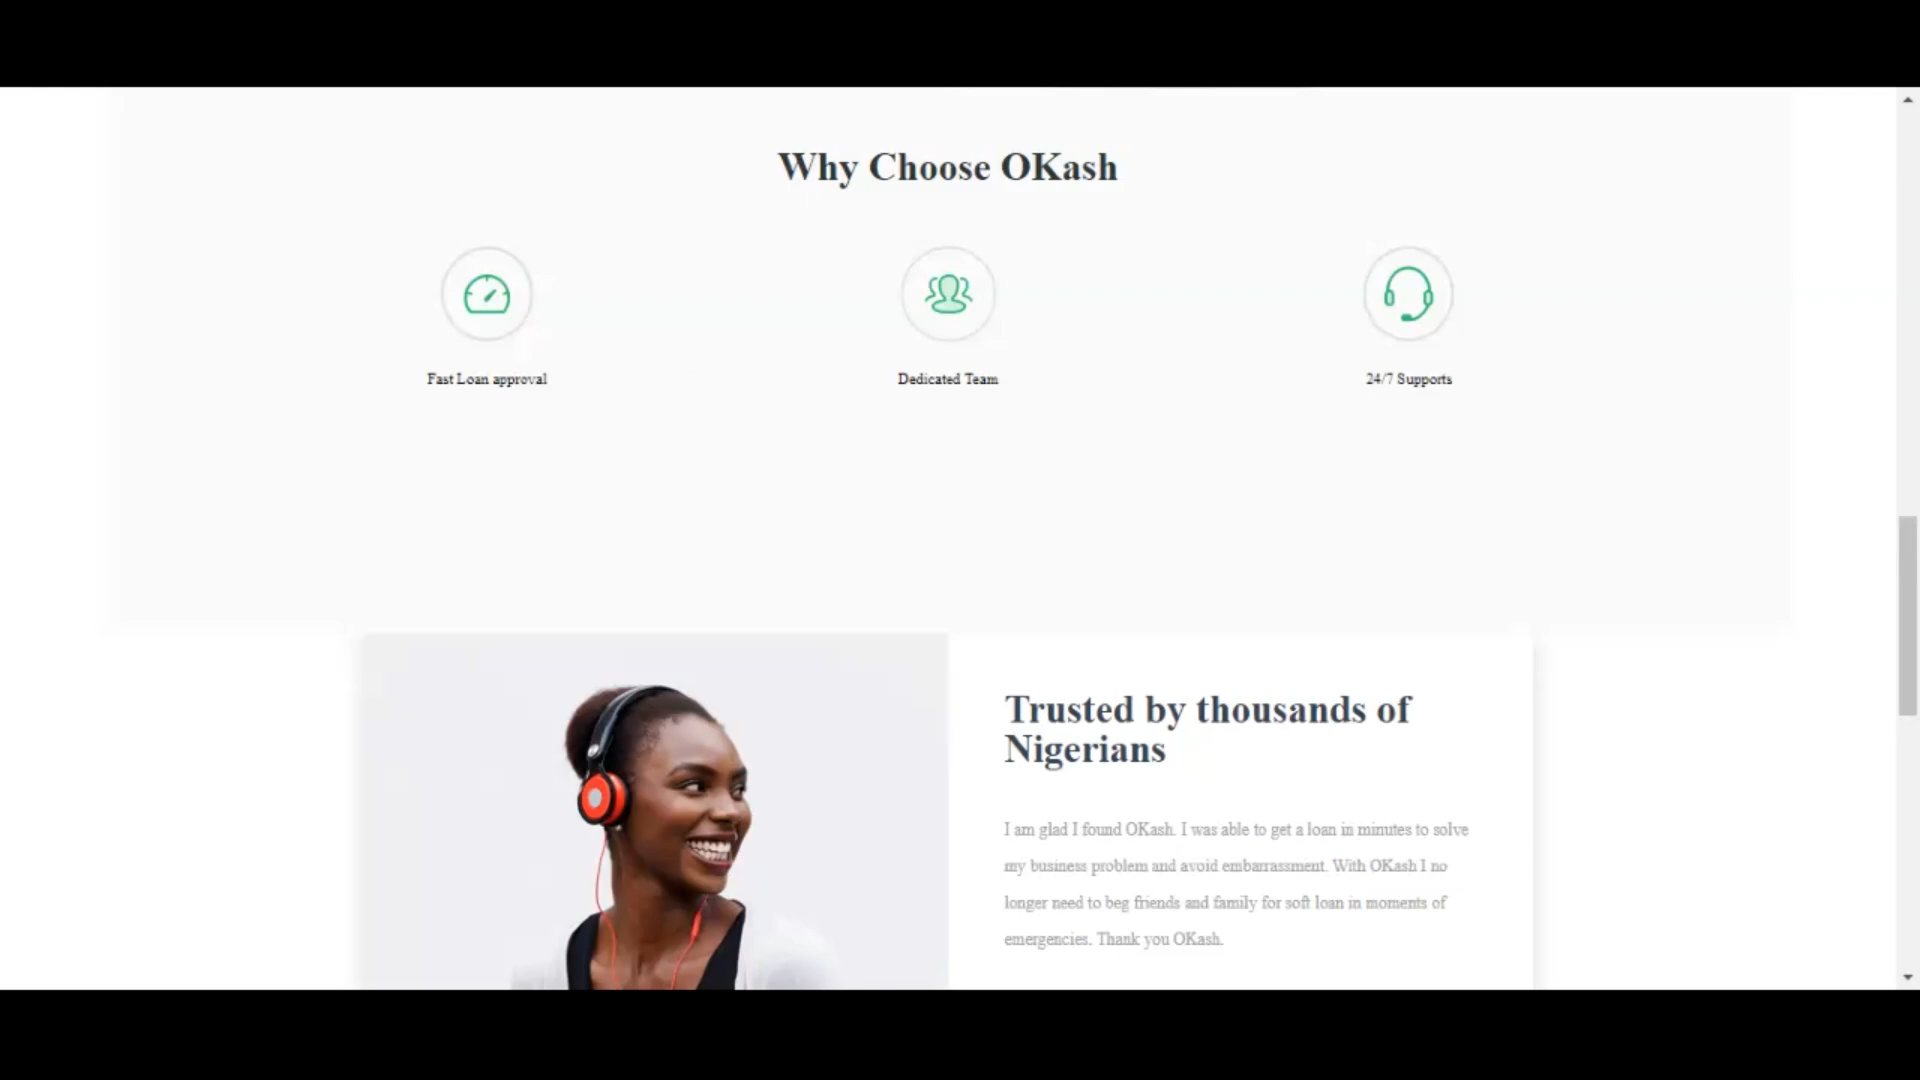 Why Choose OKash
Fast Loan approval
Dedicated Team
24/7 Supports
Trusted by thousands of
Nigerians
I am glad I found OKash. I was able to get a loan in minutes to solve
my business problem and avoid embarrassment. With OKash I no
longer need to beg friends and family for soft loan in moments of
emergencies. Thank you OKash.